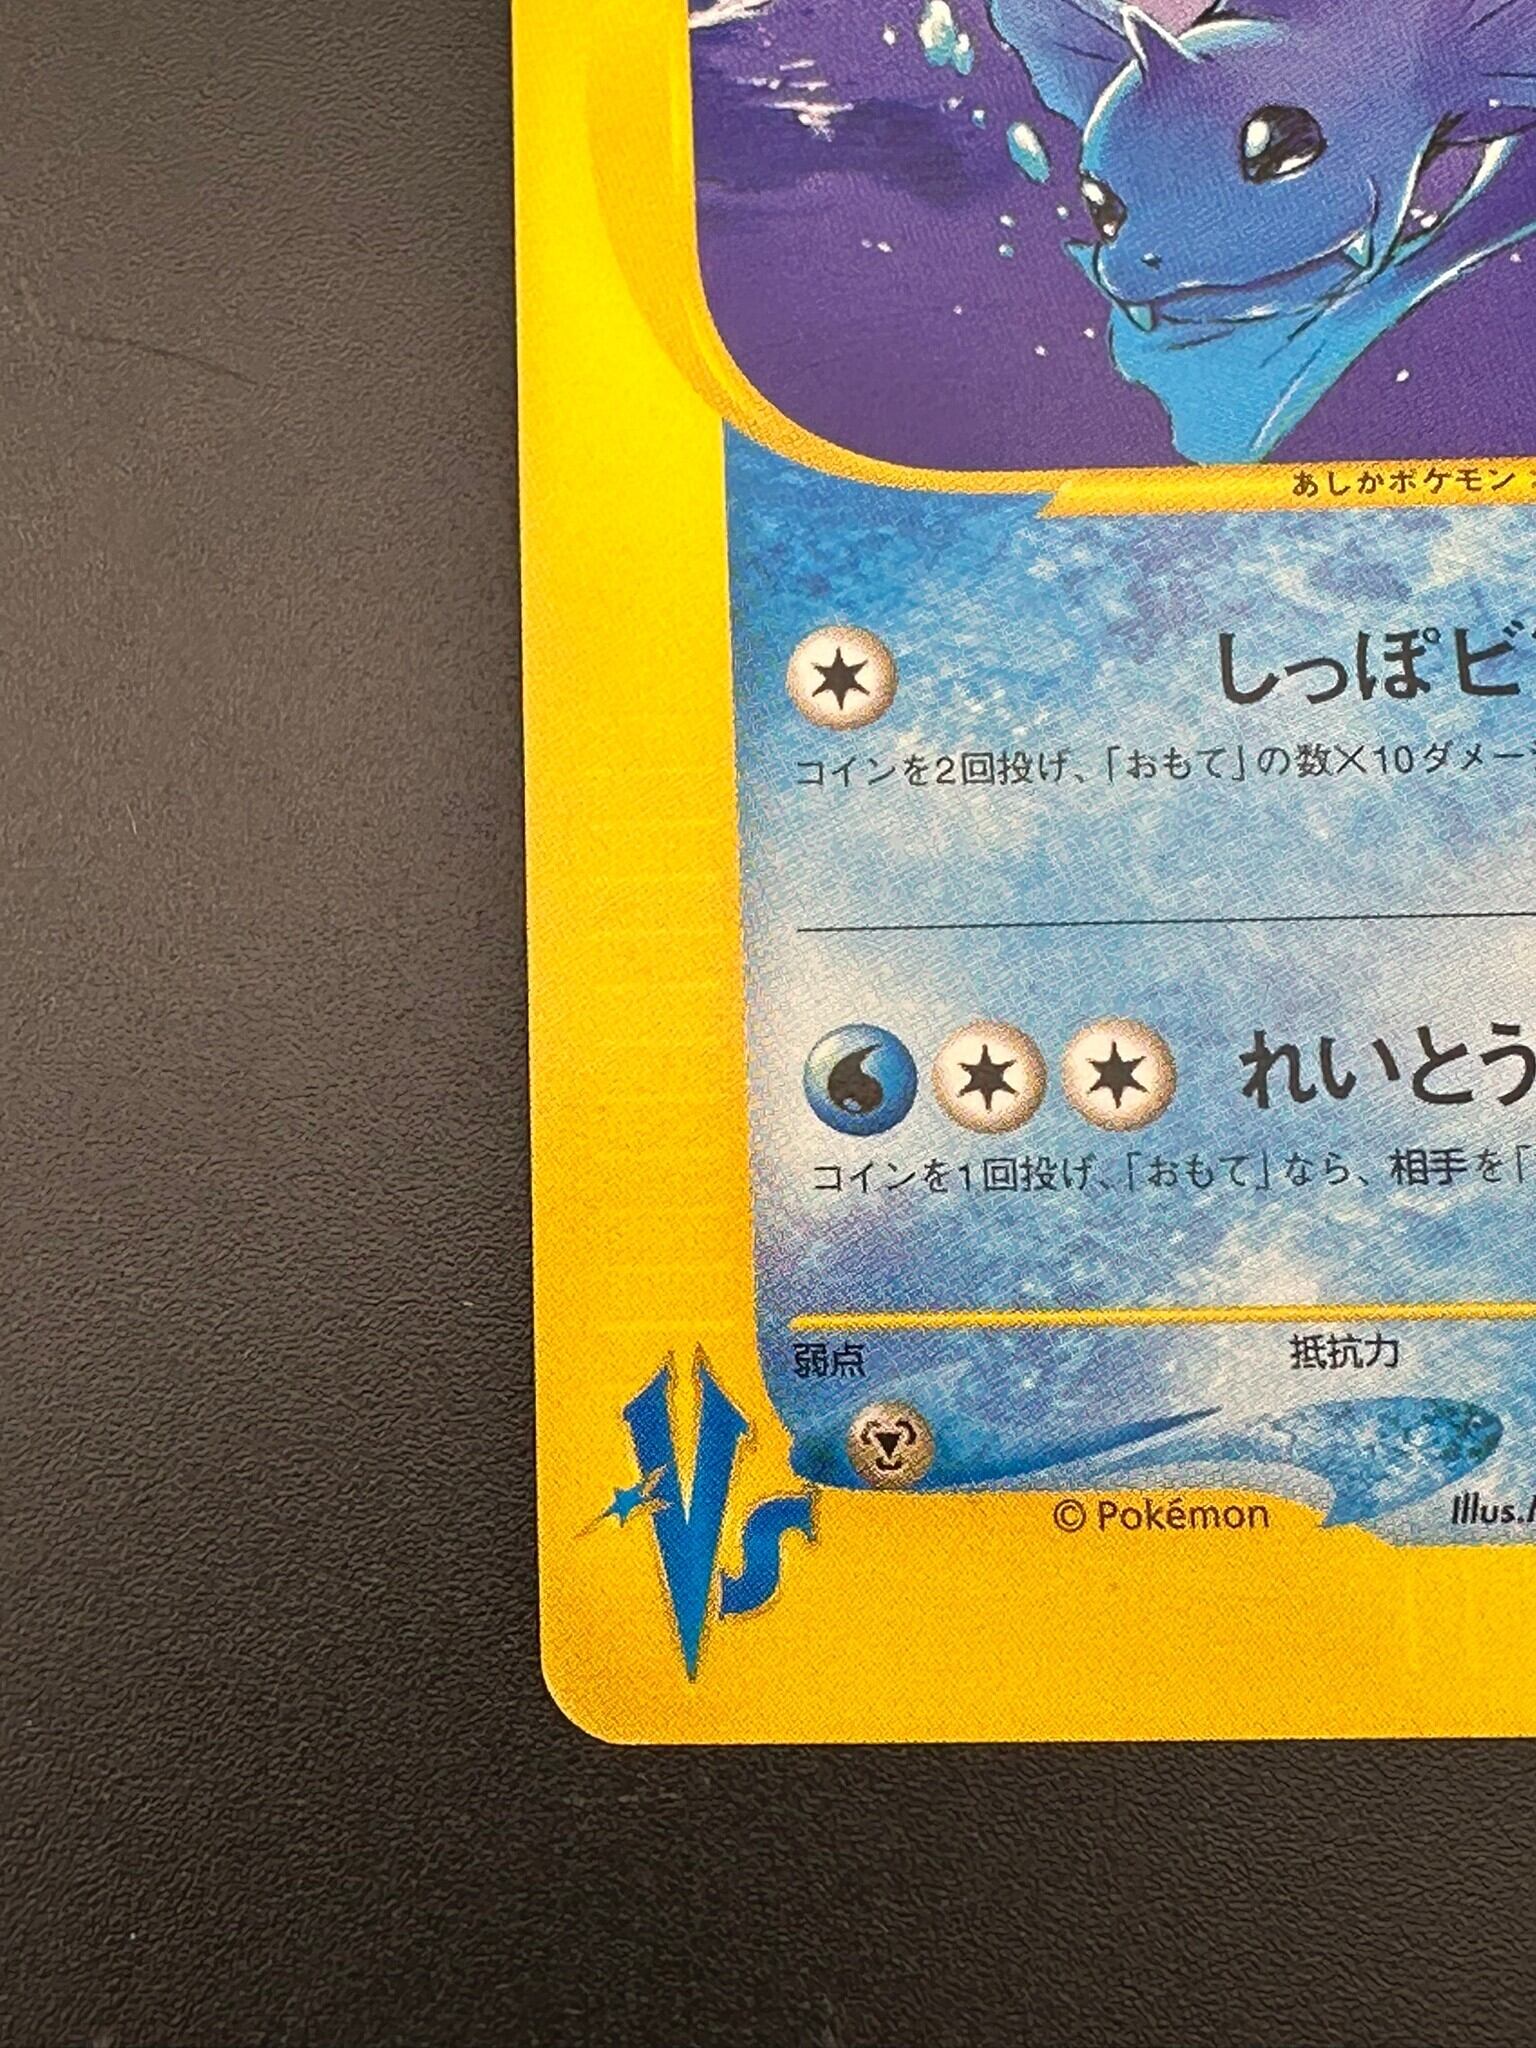 あしかポケモン
しっぽビ
コインを2回投げ、「おもて」の数×10ダメー
れいとう
コインを1回投げ、「おもて」なら、相手を「
弱点 抵抗力
VS
© Pokémon Illus.